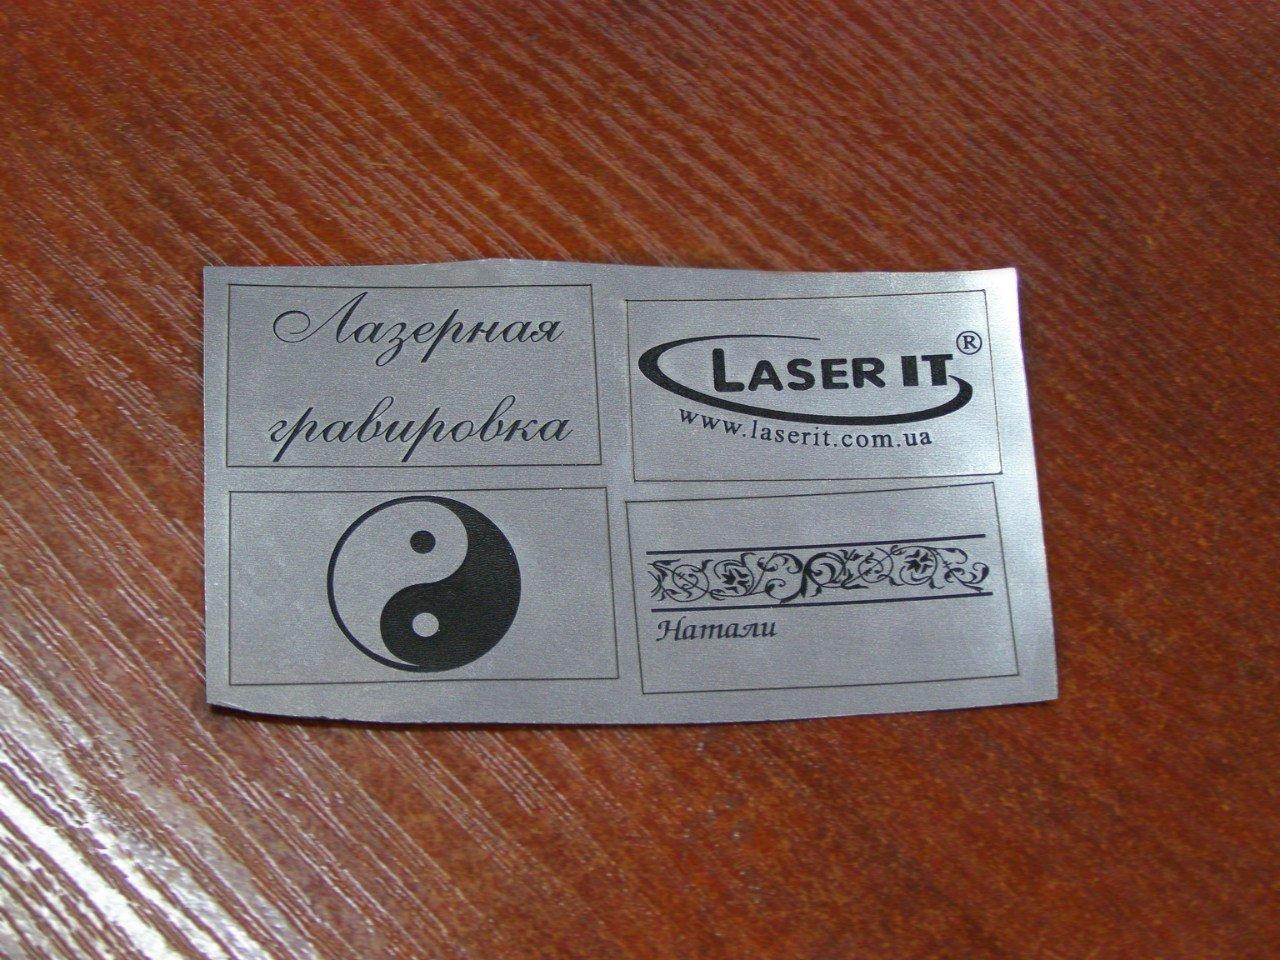 Лазерная
гравировка
LASER IT®
www.laserit.com.ua
Натали